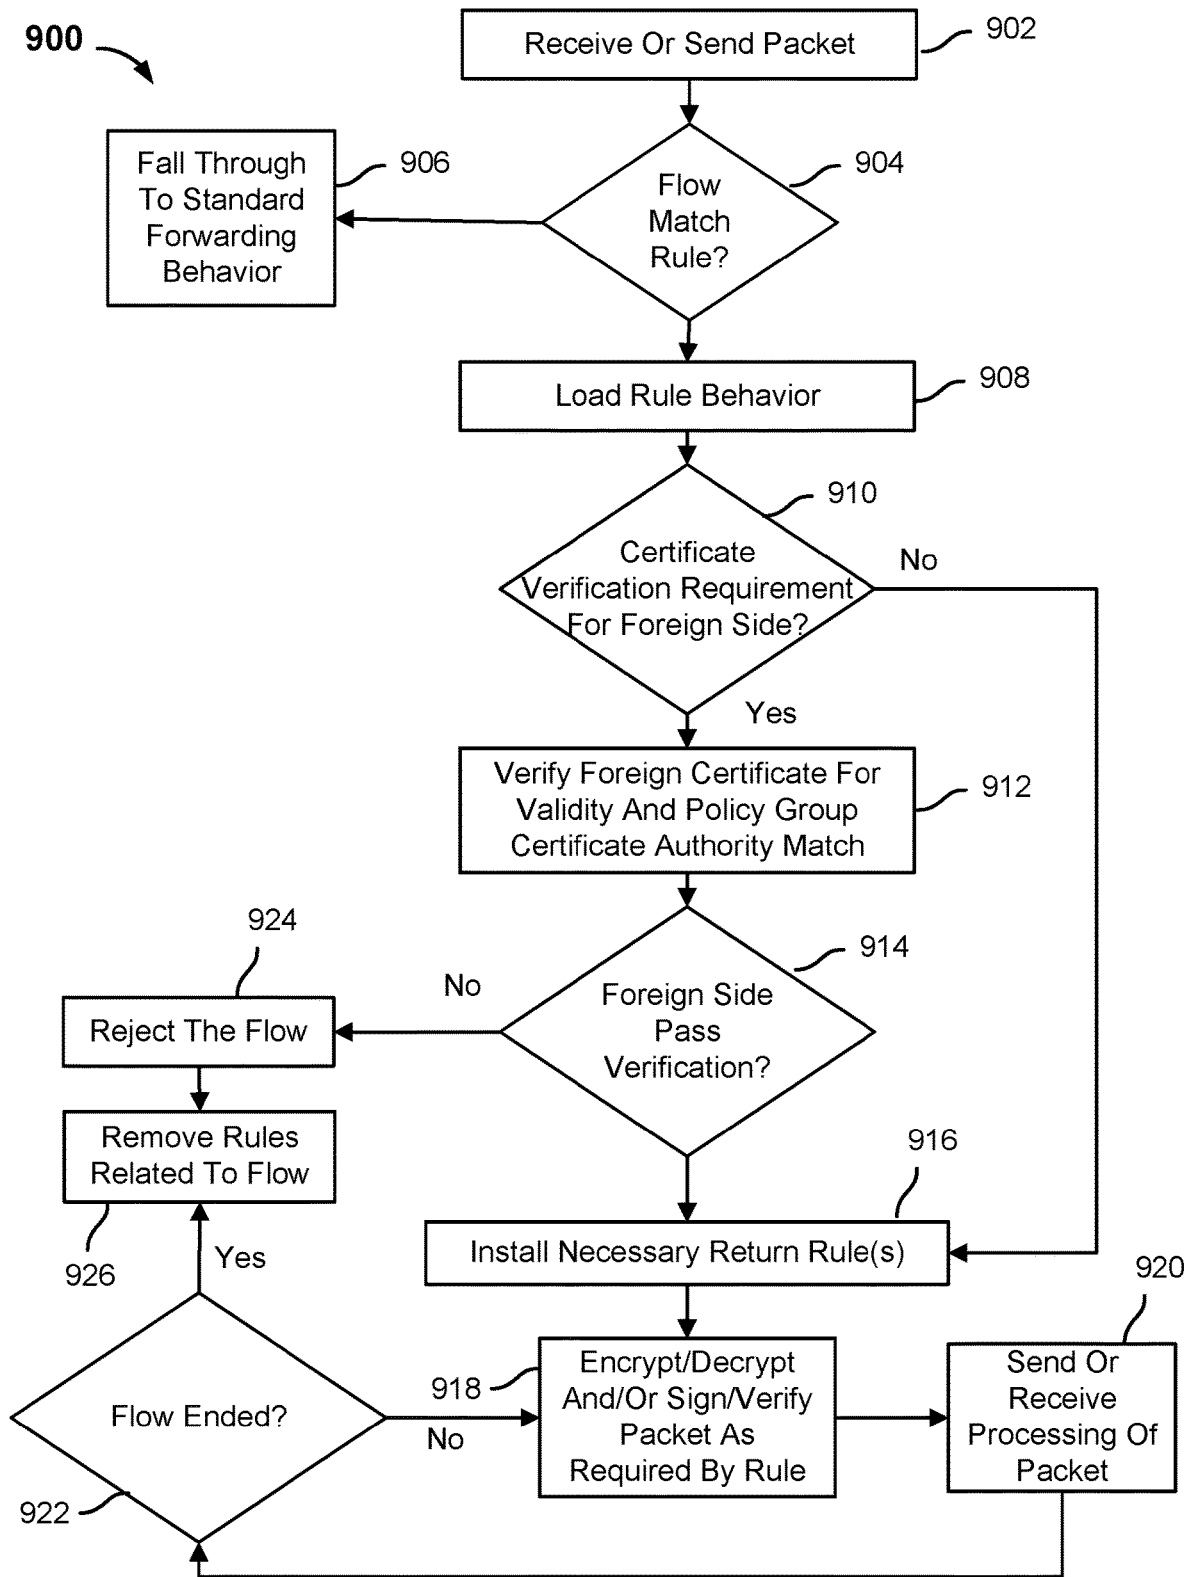 900
Receive Or Send Packet
902
Fall Through
To Standard
Forwarding
Behavior
906
Flow
Match
Rule?
904
Load Rule Behavior
908
Certificate
Verification Requirement
For Foreign Side?
910
No
Yes
Verify Foreign Certificate For
Validity And Policy Group
Certificate Authority Match
912
Foreign Side
Pass
Verification?
914
No
924
Reject The Flow
Remove Rules
Related To Flow
926
Yes
916
Install Necessary Return Rule(s)
Flow Ended?
922
No
918
Encrypt/Decrypt
And/Or Sign/Verify
Packet As
Required By Rule
920
Send Or
Receive
Processing Of
Packet